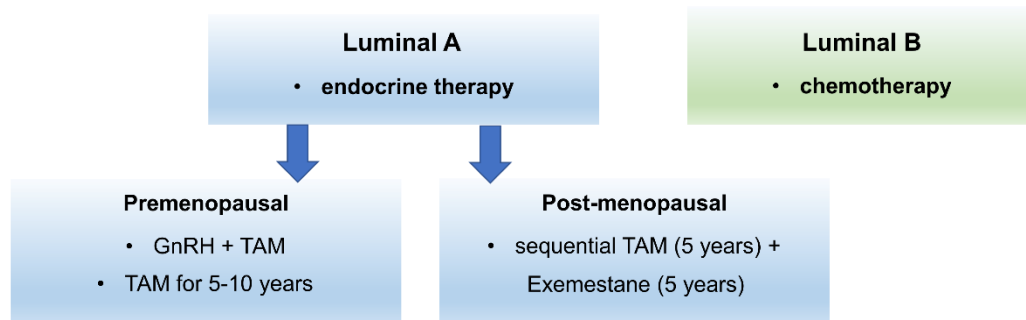 Luminal A
• endocrine therapy
Luminal B
• chemotherapy
Premenopausal
• GnRH + TAM
• TAM for 5-10 years
Post-menopausal
• sequential TAM (5 years) +
Exemestane (5 years)